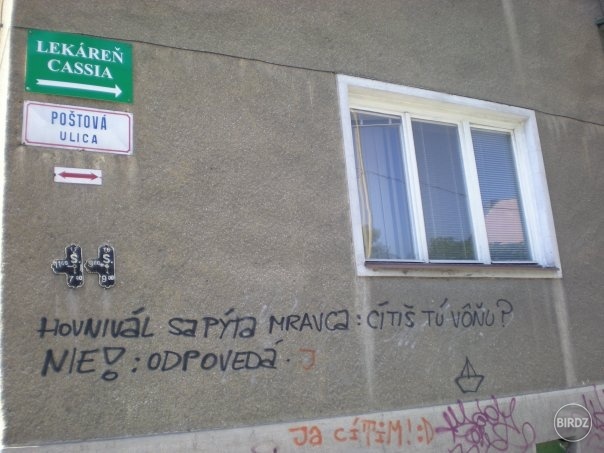 LEKÁREŇ
CASSIA
POŠTOVÁ
ULICA
HOVNIVÁL SA PÝTA MRAVCA : CÍTIŠ TÚ VÔŇU?
NIE! : ODPOVEDÁ.
JA CÍTIM! :D
BIRDZ